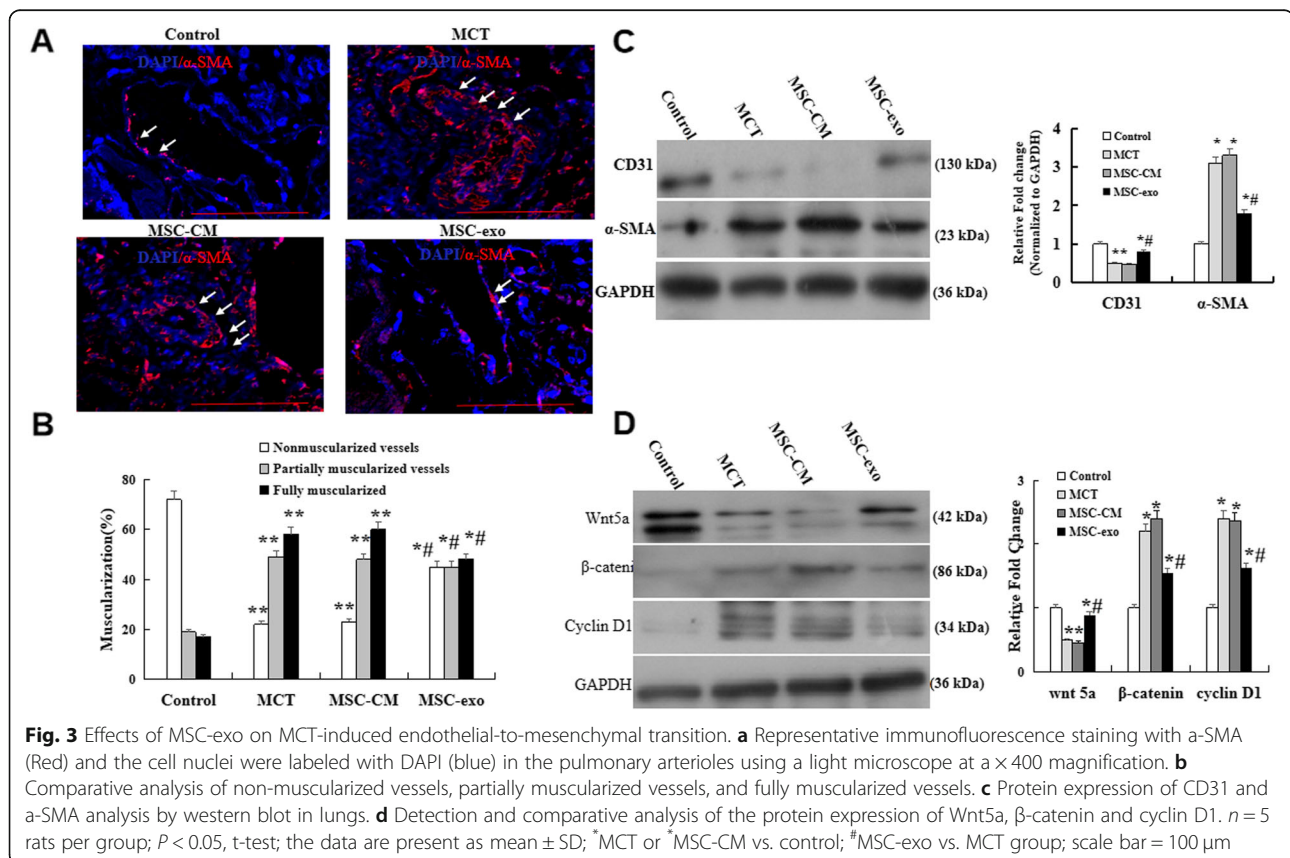 A
Control
MCT
DAPI/α-SMA
DAPI/α-SMA
MSC-CM
MSC-exo
DAPI/α-SMA
DAPI/α-SMA
B
Nonmuscularized vessels
Partially muscularized vessels
Fully muscularized
Muscularization(%)
80
60
40
20
0
**
**
**
**
**
**
*#
*#
*#
Control
MCT
MSC-CM
MSC-exo
C
Control
MCT
MSC-CM
MSC-exo
CD31
(130 kDa)
α-SMA
(23 kDa)
GAPDH
(36 kDa)
Relative Fold change
(Normalized to GAPDH)
5
4
3
2
1
0
Control
MCT
MSC-CM
MSC-exo
**
*#
*
*
*#
CD31
α-SMA
D
Control
MCT
MSC-CM
MSC-exo
Wnt5a
(42 kDa)
β-cateni
(86 kDa)
Cyclin D1
(34 kDa)
GAPDH
(36 kDa)
Relative Fold Change
3
2
0
Control
MCT
MSC-CM
MSC-exo
**
*#
*
*
*#
*
*
*#
wnt 5a
β-catenin
cyclin D1
Fig. 3 Effects of MSC-exo on MCT-induced endothelial-to-mesenchymal transition. a Representative immunofluorescence staining with a-SMA
(Red) and the cell nuclei were labeled with DAPI (blue) in the pulmonary arterioles using a light microscope at a × 400 magnification. b
Comparative analysis of non-muscularized vessels, partially muscularized vessels, and fully muscularized vessels. c Protein expression of CD31 and
a-SMA analysis by western blot in lungs. d Detection and comparative analysis of the protein expression of Wnt5a, β-catenin and cyclin D1. n = 5
rats per group; P < 0.05, t-test; the data are present as mean ± SD; *MCT or *MSC-CM vs. control; #MSC-exo vs. MCT group; scale bar = 100 μm